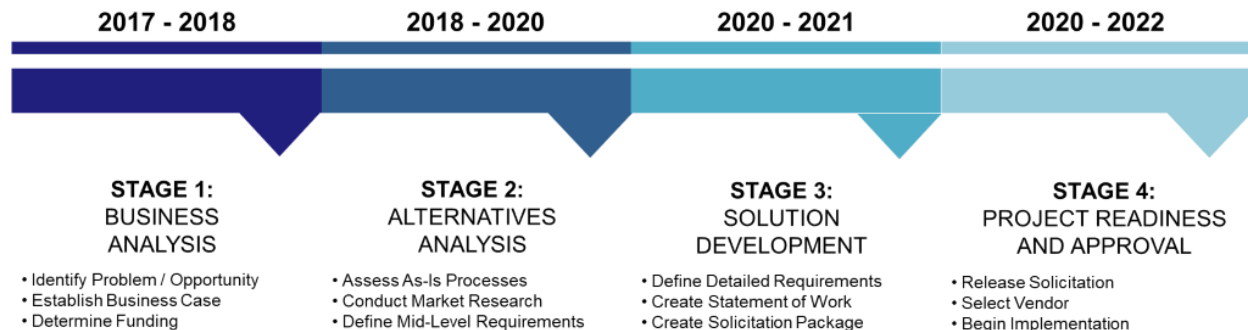 2017 - 2018
2018 - 2020
2020 - 2021
2020 - 2022
STAGE 1:
BUSINESS
ANALYSIS
• Identify Problem / Opportunity
• Establish Business Case
• Determine Funding
STAGE 2:
ALTERNATIVES
ANALYSIS
• Assess As-Is Processes
• Conduct Market Research
• Define Mid-Level Requirements
STAGE 3:
SOLUTION
DEVELOPMENT
• Define Detailed Requirements
• Create Statement of Work
• Create Solicitation Package
STAGE 4:
PROJECT READINESS
AND APPROVAL
• Release Solicitation
• Select Vendor
• Begin Implementation